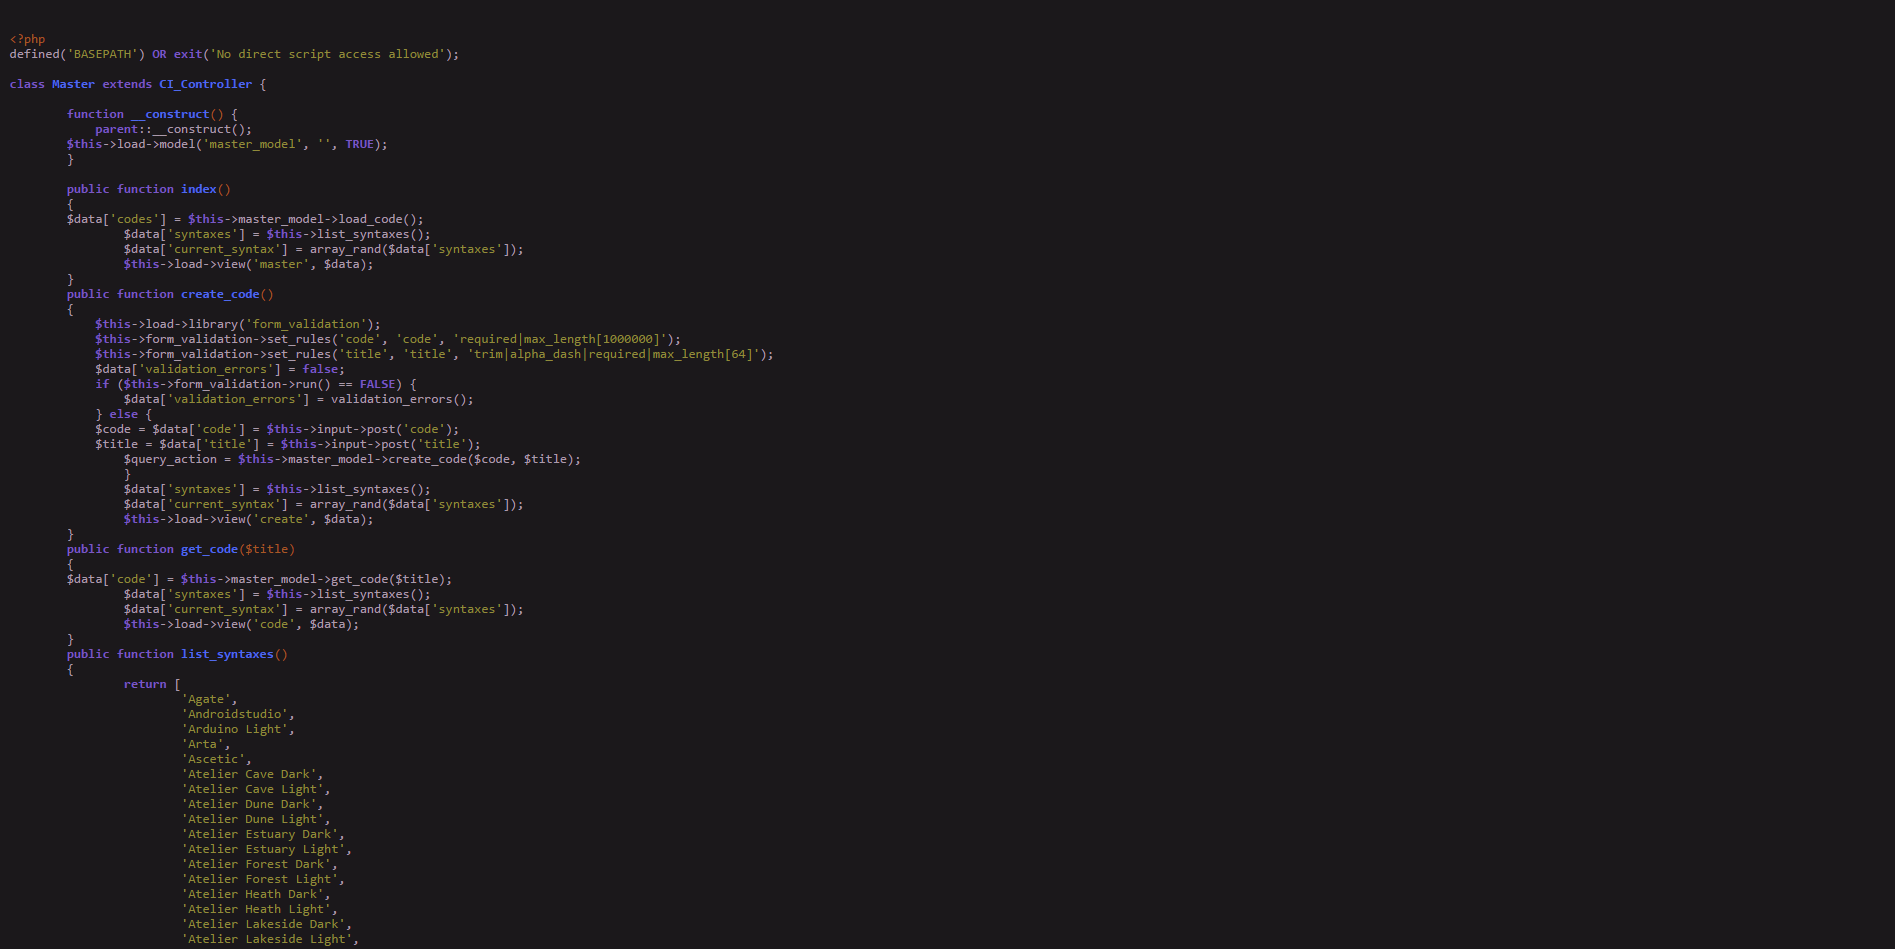 <?php
defined('BASEPATH') OR exit('No direct script access allowed');

class Master extends CI_Controller {

        function __construct() {
            parent::__construct();
        $this->load->model('master_model', '', TRUE);
        }

        public function index()
        {
        $data['codes'] = $this->master_model->load_code();
                $data['syntaxes'] = $this->list_syntaxes();
                $data['current_syntax'] = array_rand($data['syntaxes']);
                $this->load->view('master', $data);
        }
        public function create_code()
        {
            $this->load->library('form_validation');
            $this->form_validation->set_rules('code', 'code', 'required|max_length[1000000]');
            $this->form_validation->set_rules('title', 'title', 'trim|alpha_dash|required|max_length[64]');
            $data['validation_errors'] = false;
            if ($this->form_validation->run() == FALSE) {
                $data['validation_errors'] = validation_errors();
            } else {
            $code = $data['code'] = $this->input->post('code');
            $title = $data['title'] = $this->input->post('title');
                $query_action = $this->master_model->create_code($code, $title);
                }
                $data['syntaxes'] = $this->list_syntaxes();
                $data['current_syntax'] = array_rand($data['syntaxes']);
                $this->load->view('create', $data);
        }
        public function get_code($title)
        {
        $data['code'] = $this->master_model->get_code($title);
                $data['syntaxes'] = $this->list_syntaxes();
                $data['current_syntax'] = array_rand($data['syntaxes']);
                $this->load->view('code', $data);
        }
        public function list_syntaxes()
        {
                return [
                        'Agate',
                        'Androidstudio',
                        'Arduino Light',
                        'Arta',
                        'Ascetic',
                        'Atelier Cave Dark',
                        'Atelier Cave Light',
                        'Atelier Dune Dark',
                        'Atelier Dune Light',
                        'Atelier Estuary Dark',
                        'Atelier Estuary Light',
                        'Atelier Forest Dark',
                        'Atelier Forest Light',
                        'Atelier Heath Dark',
                        'Atelier Heath Light',
                        'Atelier Lakeside Dark',
                        'Atelier Lakeside Light',